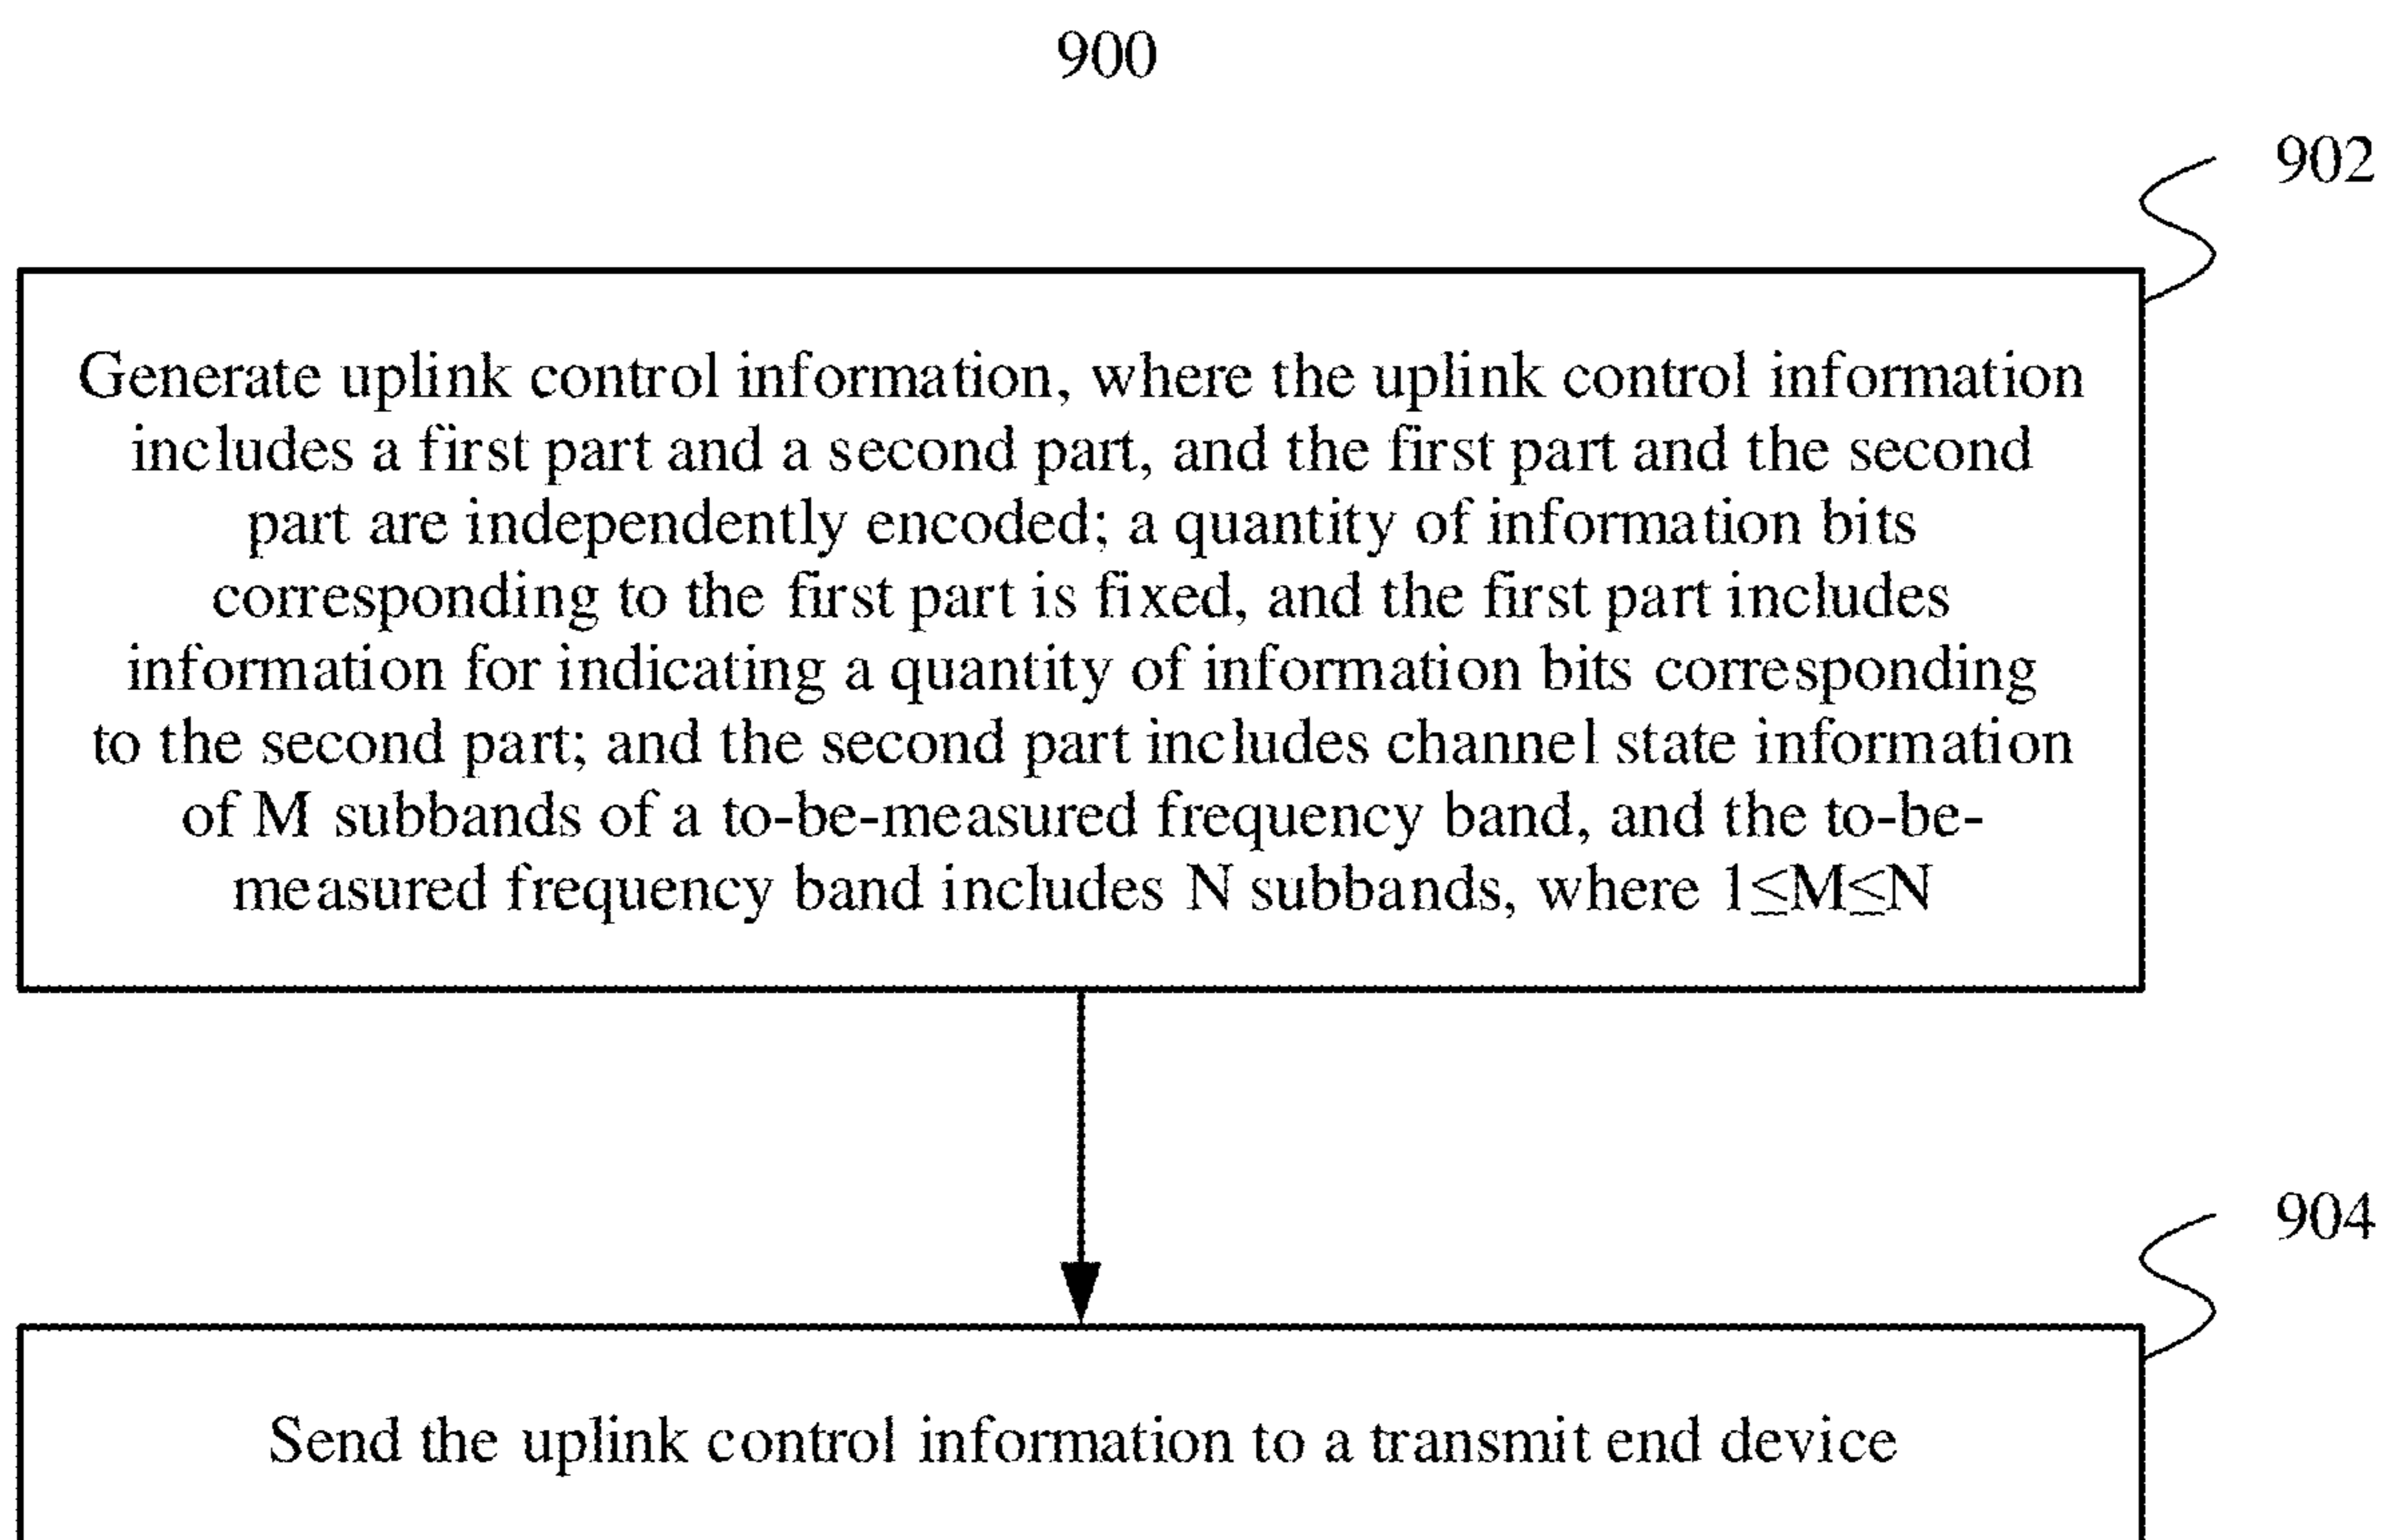 900
902
Generate uplink control information, where the uplink control information
includes a first part and a second part, and the first part and the second
part are independently encoded; a quantity of information bits
corresponding to the first part is fixed, and the first part includes
information for indicating a quantity of information bits corresponding
to the second part; and the second part includes channel state information
of M subbands of a to-be-measured frequency band, and the to-be-
measured frequency band includes N subbands, where 1≤M≤N
904
Send the uplink control information to a transmit end device